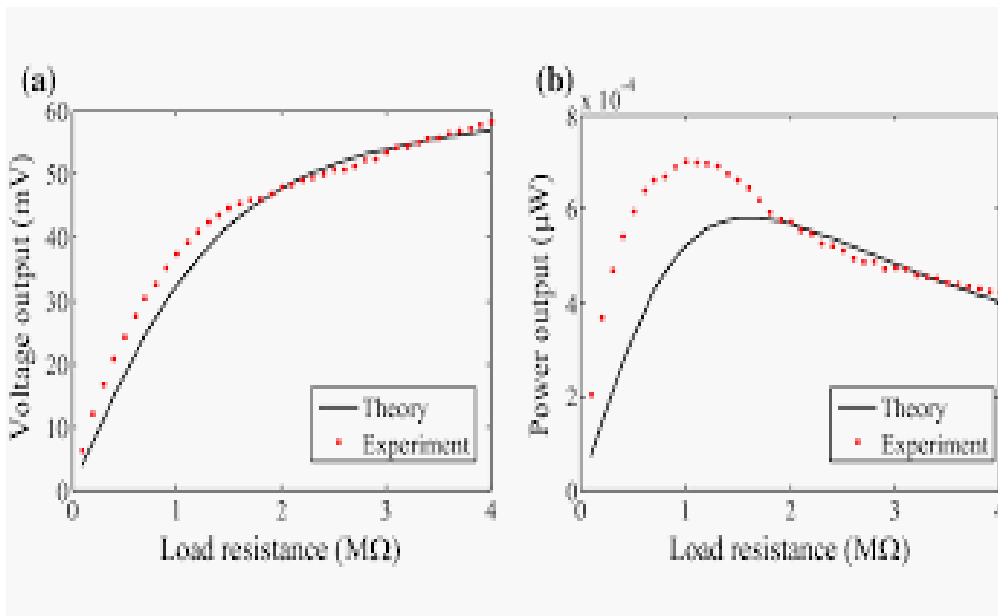 (a)
60
50
40
30
20
10
0
0 1 2 3 4
Voltage output (mV)
Load resistance (MΩ)
Theory
Experiment
(b)
x 10⁻⁴
8
6
4
2
0
0 1 2 3 4
Power output (µW)
Load resistance (MΩ)
Theory
Experiment